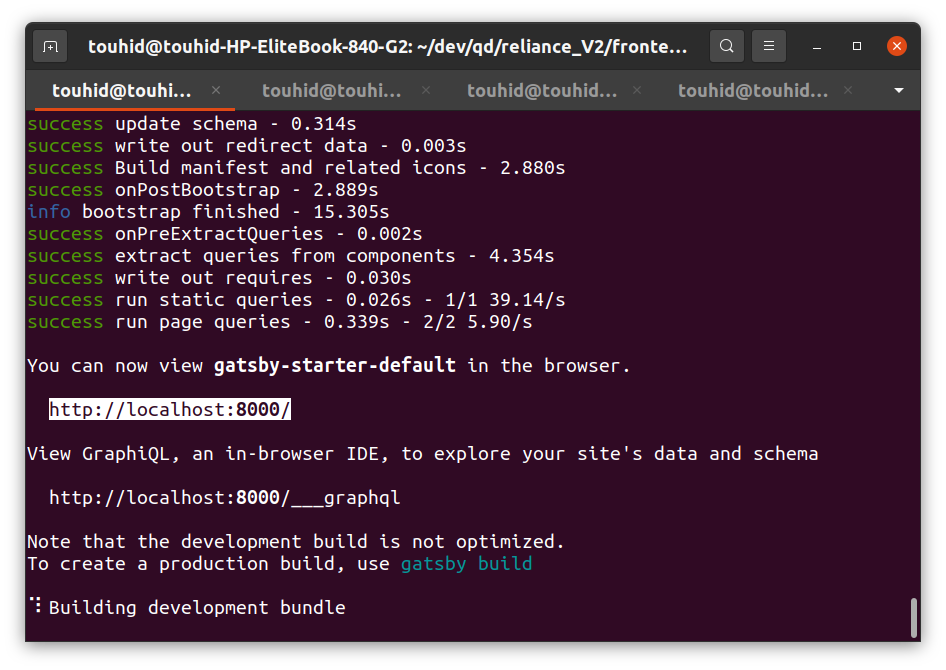 touhid@touhid-HP-EliteBook-840-G2: ~/dev/qd/reliance_V2/fronte...
touhid@touhi... touhid@touhi... touhid@touhid... touhid@touhid...
success update schema - 0.314s
success write out redirect data - 0.003s
success Build manifest and related icons - 2.880s
success onPostBootstrap - 2.889s
info bootstrap finished - 15.305s
success onPreExtractQueries - 0.002s
success extract queries from components - 4.354s
success write out requires - 0.030s
success run static queries - 0.026s - 1/1 39.14/s
success run page queries - 0.339s - 2/2 5.90/s
You can now view gatsby-starter-default in the browser.
http://localhost:8000/
View GraphiQL, an in-browser IDE, to explore your site's data and schema
http://localhost:8000/___graphql
Note that the development build is not optimized.
To create a production build, use gatsby build
⠹ Building development bundle